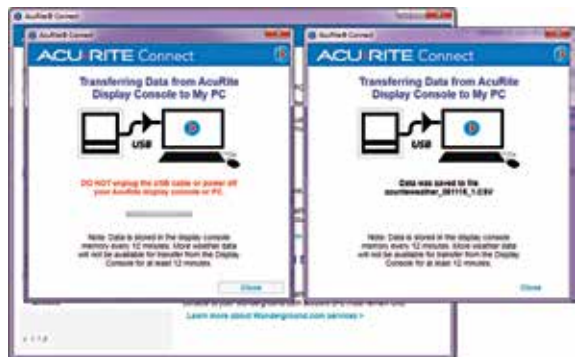 AcuRite® Connect
AcuRite® Connect
ACU RITE Connect
Transferring Data from AcuRite
Display Console to My PC
USB
DO NOT unplug the USB cable or power off
your AcuRite display console or PC.
Note: Data is stored in the display console
memory every 12 minutes. More weather data
will not be available for transfer from the Display
Console for at least 12 minutes.
Close
AcuRite® Connect
ACU RITE Connect
Transferring Data from AcuRite
Display Console to My PC
USB
Data was saved to file
Note: Data is stored in the display console
memory every 12 minutes. More weather data
will not be available for transfer from the Display
Console for at least 12 minutes.
Close
Learn more about Wunderground.com services >